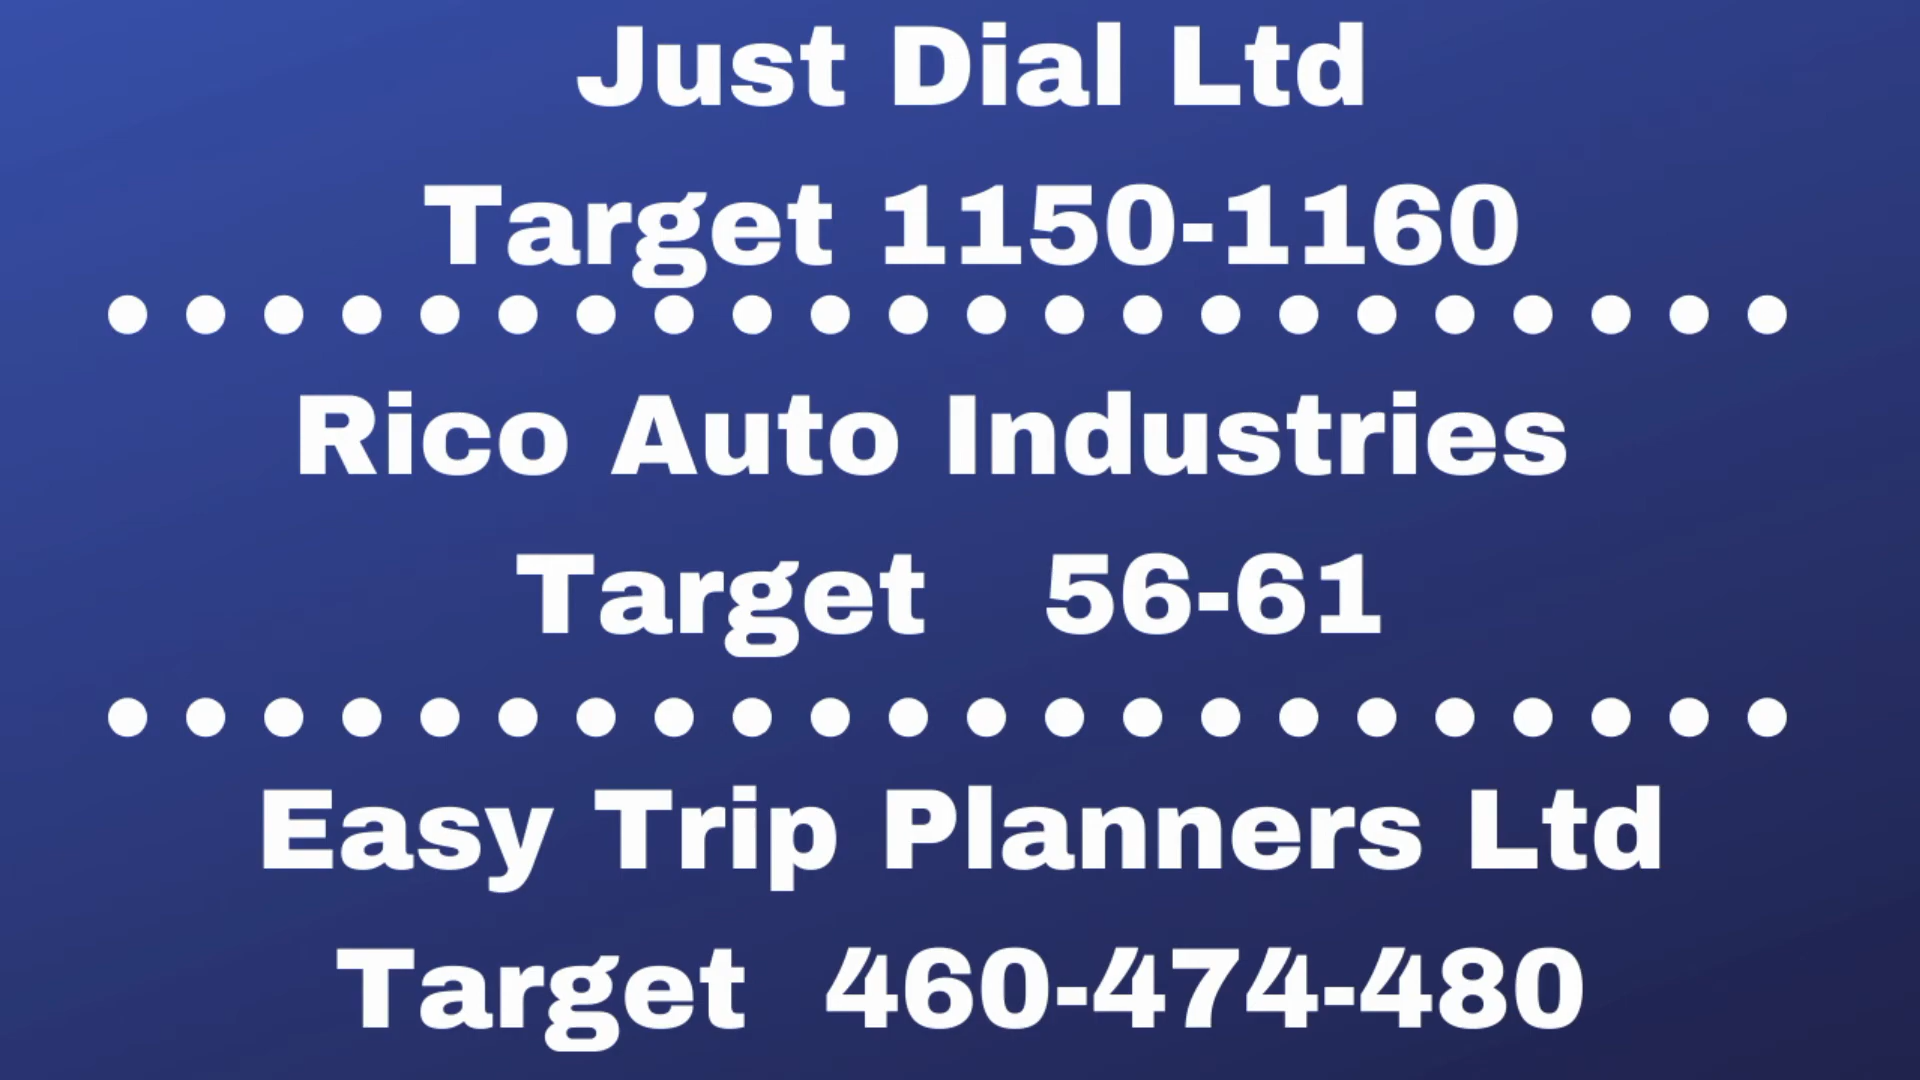 Just Dial Ltd
Target 1150-1160
Rico Auto Industries
Target 56-61
Easy Trip Planners Ltd
Target 460-474-480